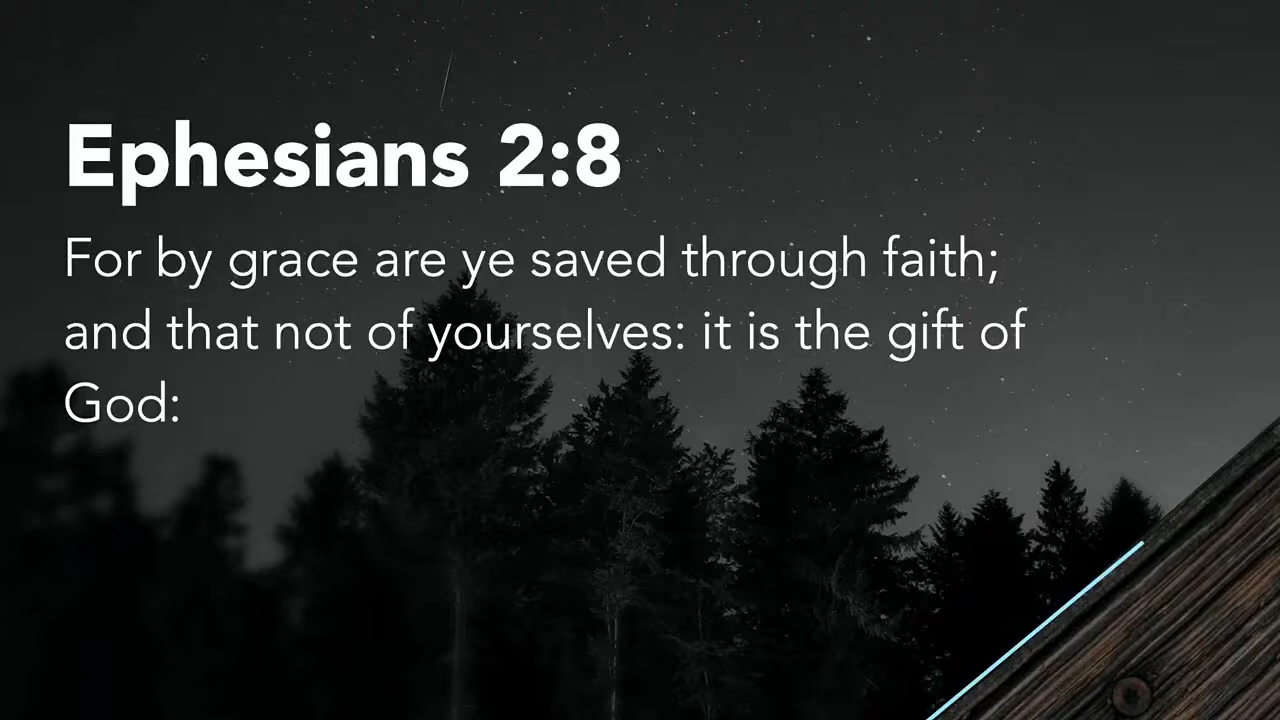 Ephesians 2:8
For by grace are ye saved through faith;
and that not of yourselves: it is the gift of
God: